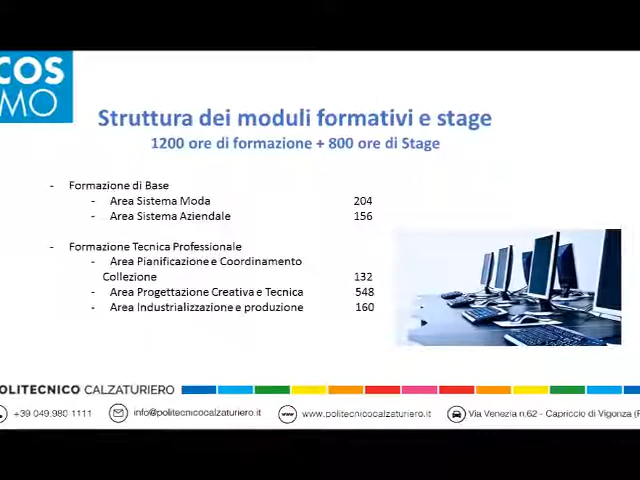 COS
MO
Struttura dei moduli formativi e stage
1200 ore di formazione + 800 ore di Stage
- Formazione di Base
- Area Sistema Moda 204
- Area Sistema Aziendale 156
- Formazione Tecnica Professionale
- Area Pianificazione e Coordinamento
Collezione 132
- Area Progettazione Creativa e Tecnica 548
- Area Industrializzazione e produzione 160
POLITECNICO CALZATURIERO
+39 049.980 1111 info@politecnicocalzaturiero.it www.politecnicocalzaturiero.it Via Venezia n.62 - Capriccio di Vigonza (P